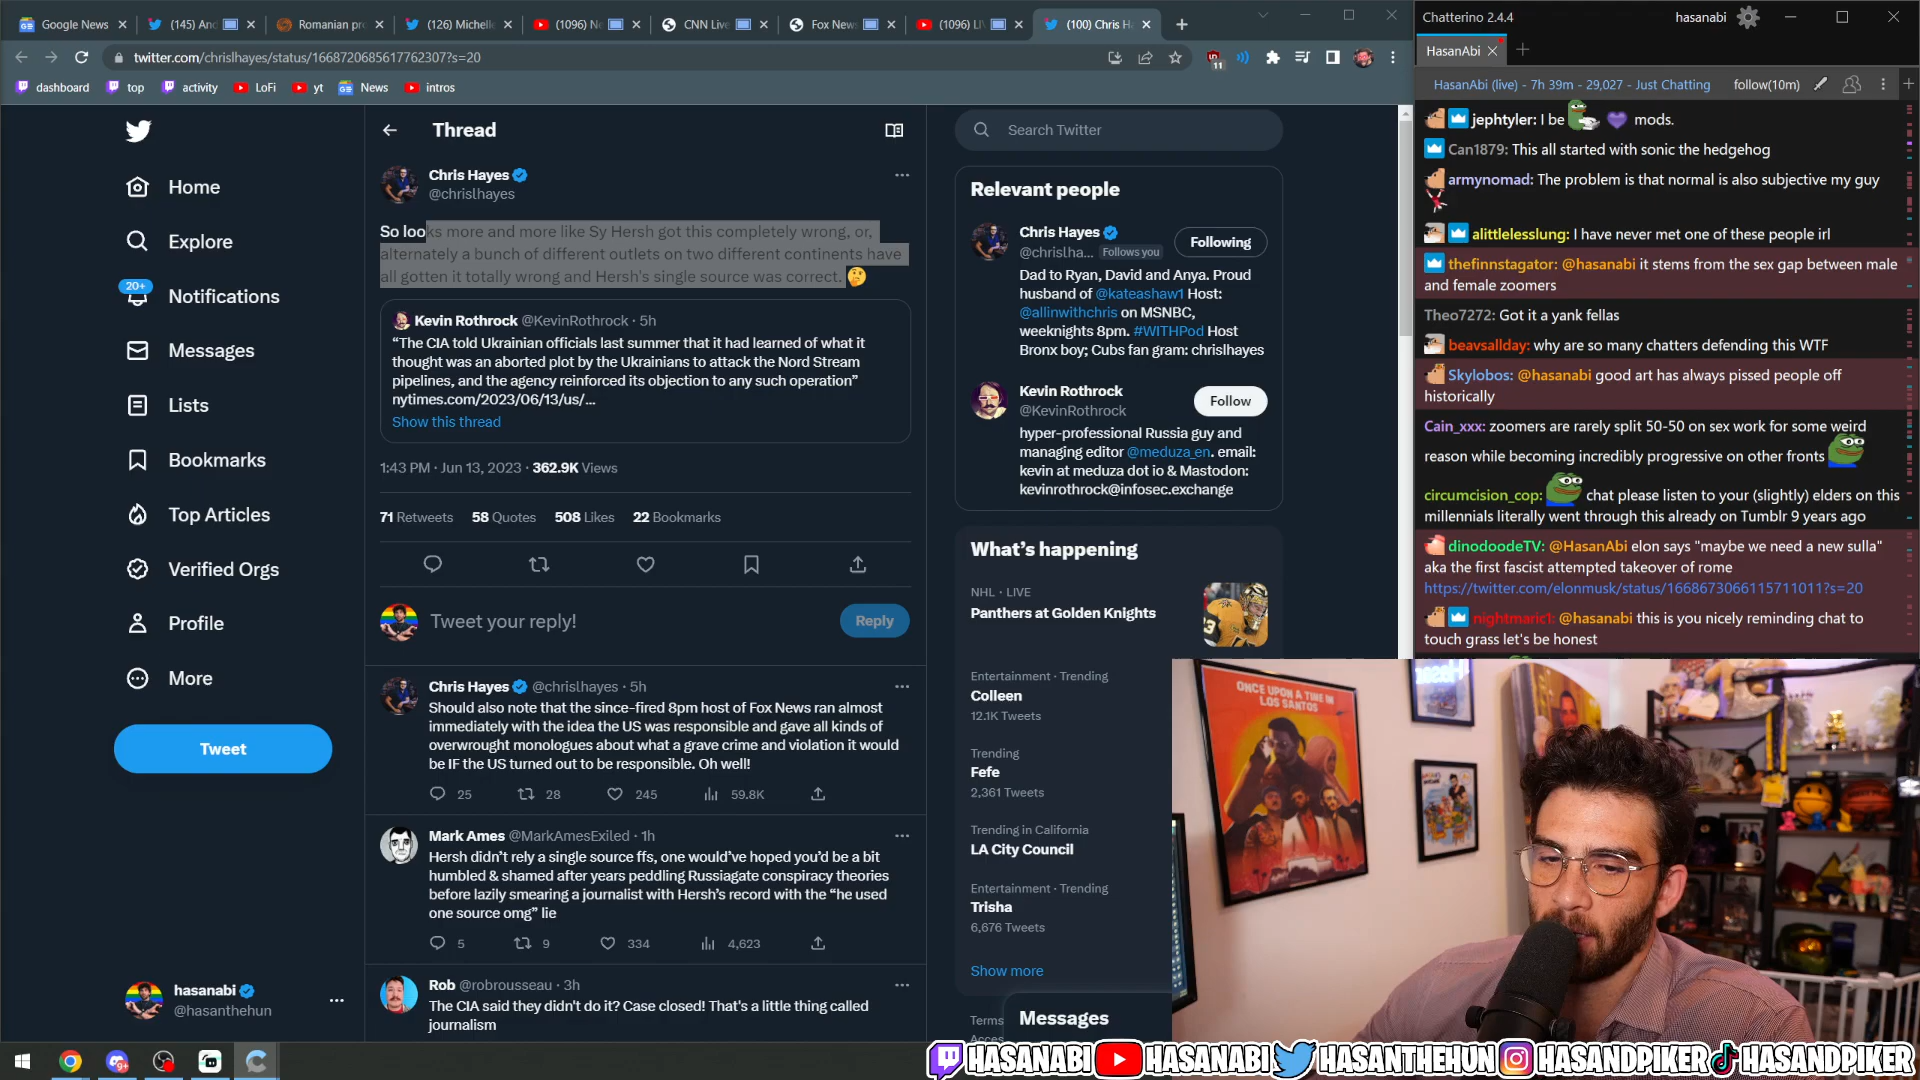 Google News
(145) And
Romanian pro
(126) Michelle
(1096) N
CNN Live
Fox News
(1096) LI
(100) Chris H
twitter.com/chrislhayes/status/1668720685617762307?s=20
11
dashboard
top
activity
LoFi
yt
News
intros
Home
Explore
20+
Notifications
Messages
Lists
Bookmarks
Top Articles
Verified Orgs
Profile
More
Tweet
hasanabi
@hasanthehun
Thread
Chris Hayes
@chrislhayes
So looks more and more like Sy Hersh got this completely wrong, or,
alternately a bunch of different outlets on two different continents have
all gotten it totally wrong and Hersh's single source was correct. 🤔
Kevin Rothrock @KevinRothrock · 5h
“The CIA told Ukrainian officials last summer that it had learned of what it
thought was an aborted plot by the Ukrainians to attack the Nord Stream
pipelines, and the agency reinforced its objection to any such operation”
nytimes.com/2023/06/13/us/...
Show this thread
1:43 PM · Jun 13, 2023 · 362.9K Views
71 Retweets 58 Quotes 508 Likes 22 Bookmarks
Tweet your reply!
Reply
Chris Hayes @chrislhayes · 5h
Should also note that the since-fired 8pm host of Fox News ran almost
immediately with the idea the US was responsible and gave all kinds of
overwrought monologues about what a grave crime and violation it would
be IF the US turned out to be responsible. Oh well!
25 28 245 59.8K
Mark Ames @MarkAmesExiled · 1h
Hersh didn’t rely a single source ffs, one would’ve hoped you’d be a bit
humbled & shamed after years peddling Russiagate conspiracy theories
before lazily smearing a journalist with Hersh’s record with the “he used
one source omg” lie
5 9 334 4,623
Rob @robrousseau · 3h
The CIA said they didn't do it? Case closed! That's a little thing called
journalism
Search Twitter
Relevant people
Chris Hayes
@chrislha... Follows you
Following
Dad to Ryan, David and Anya. Proud
husband of @kateashaw1 Host:
@allinwithchris on MSNBC,
weeknights 8pm. #WITHPod Host
Bronx boy; Cubs fan gram: chrislhayes
Kevin Rothrock
@KevinRothrock
Follow
hyper-professional Russia guy and
managing editor @meduza_en. email:
kevin at meduza dot io & Mastodon:
kevinrothrock@infosec.exchange
What’s happening
NHL · LIVE
Panthers at Golden Knights
Entertainment · Trending
Colleen
12.1K Tweets
Trending
Fefe
2,361 Tweets
Trending in California
LA City Council
Entertainment · Trending
Trisha
6,676 Tweets
Show more
Terms
Messages
Chatterino 2.4.4
hasanabi
HasanAbi
HasanAbi (live) - 7h 39m - 29,027 - Just Chatting
follow(10m)
jephtyler: I be 💜 mods.
Can1879: This all started with sonic the hedgehog
armynomad: The problem is that normal is also subjective my guy
alittlelesslung: I have never met one of these people irl
thefinnstagator: @hasanabi it stems from the sex gap between male
and female zoomers
Theo7272: Got it a yank fellas
beavsallday: why are so many chatters defending this WTF
Skylobos: @hasanabi good art has always pissed people off
historically
Cain_xxx: zoomers are rarely split 50-50 on sex work for some weird
reason while becoming incredibly progressive on other fronts
circumcision_cop: chat please listen to your (slightly) elders on this
millennials literally went through this already on Tumblr 9 years ago
dinodoodeTV: @HasanAbi elon says "maybe we need a new sulla"
aka the first fascist attempted takeover of rome
https://twitter.com/elonmusk/status/1668673066115711011?s=20
nightmaric1: @hasanabi this is you nicely reminding chat to
touch grass let's be honest
ONCE UPON A TIME IN
LOS SANTOS
9+
HASANABI HASANABI HASANTHEHUN HASANDPIKER HASANDPIKER